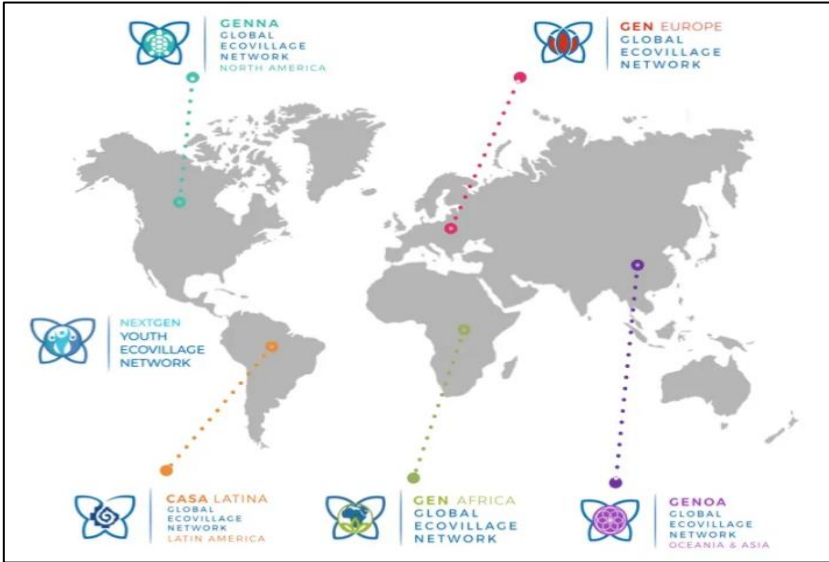 GENNA
GLOBAL
ECOVILLAGE
NETWORK
NORTH AMERICA
GEN EUROPE
GLOBAL
ECOVILLAGE
NETWORK
NEXTGEN
YOUTH
ECOVILLAGE
NETWORK
CASA LATINA
GLOBAL
ECOVILLAGE
NETWORK
LATIN AMERICA
GEN AFRICA
GLOBAL
ECOVILLAGE
NETWORK
GENOA
GLOBAL
ECOVILLAGE
NETWORK
OCEANIA & ASIA